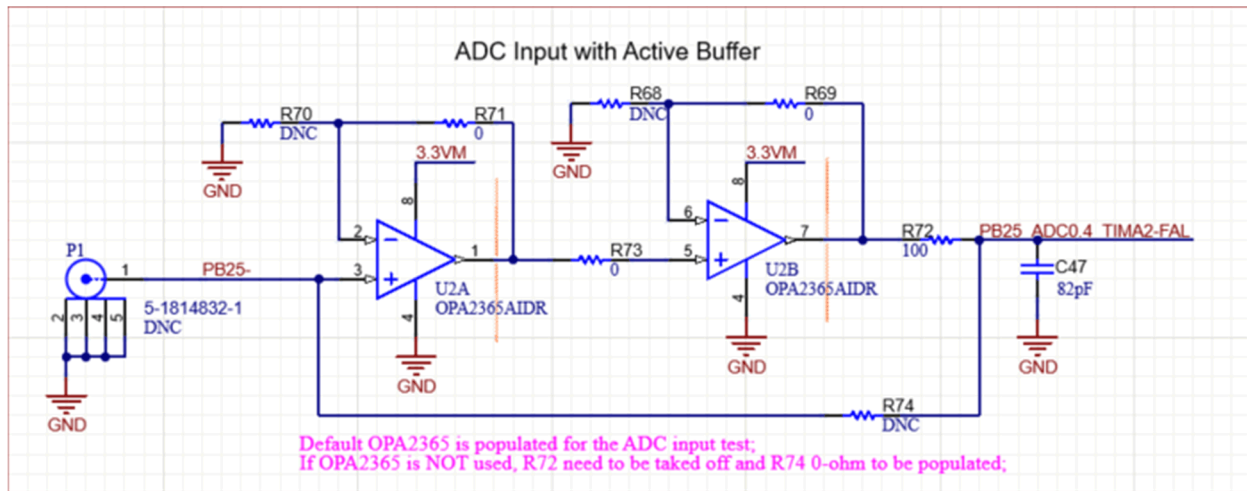 ADC Input with Active Buffer
R70
DNC
R71
0
R68
DNC
R69
0
3.3VM
3.3VM
GND
GND
8
8
2
3
1
6
5
7
4
4
P1
1
PB25-
2
3
4
5
5-1814832-1
DNC
GND
U2A
OPA2365AIDR
GND
R73
0
U2B
OPA2365AIDR
GND
R72
100
PB25_ADC0.4_TIMA2-FAL
C47
82pF
GND
R74
DNC
Default OPA2365 is populated for the ADC input test;
If OPA2365 is NOT used, R72 need to be taked off and R74 0-ohm to be populated;